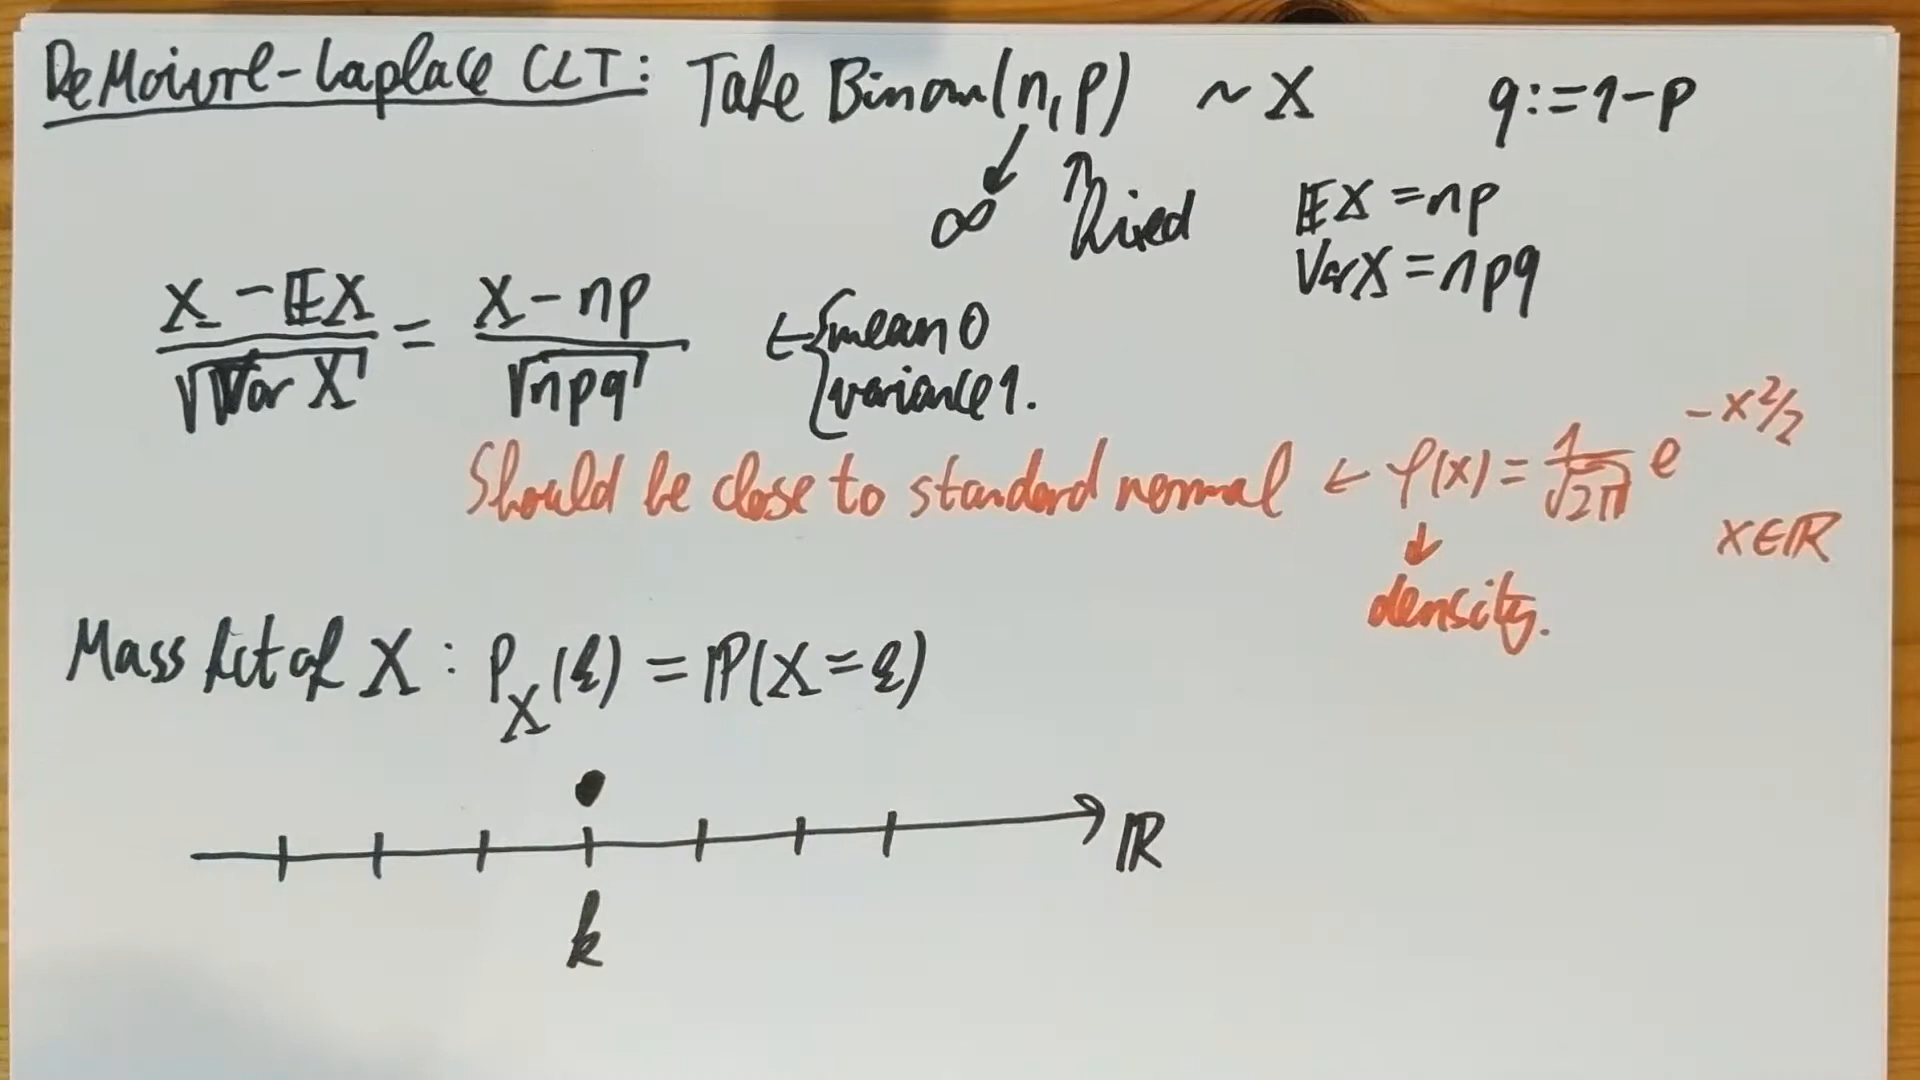 DeMoivre-Laplace CLT: Take Binom(n,p) ~ X q:=1-p
∞ fixed EX = np
VarX = npq
(X - EX)/√(Var X) = (X - np)/√(npq) ← { mean 0
variance 1.
Should be close to standard normal ← φ(x) = 1/√(2π) e^(-x²/2)
x∈ℝ
density.
Mass fct of X: p_X(k) = ℙ(X=k)
ℝ
k